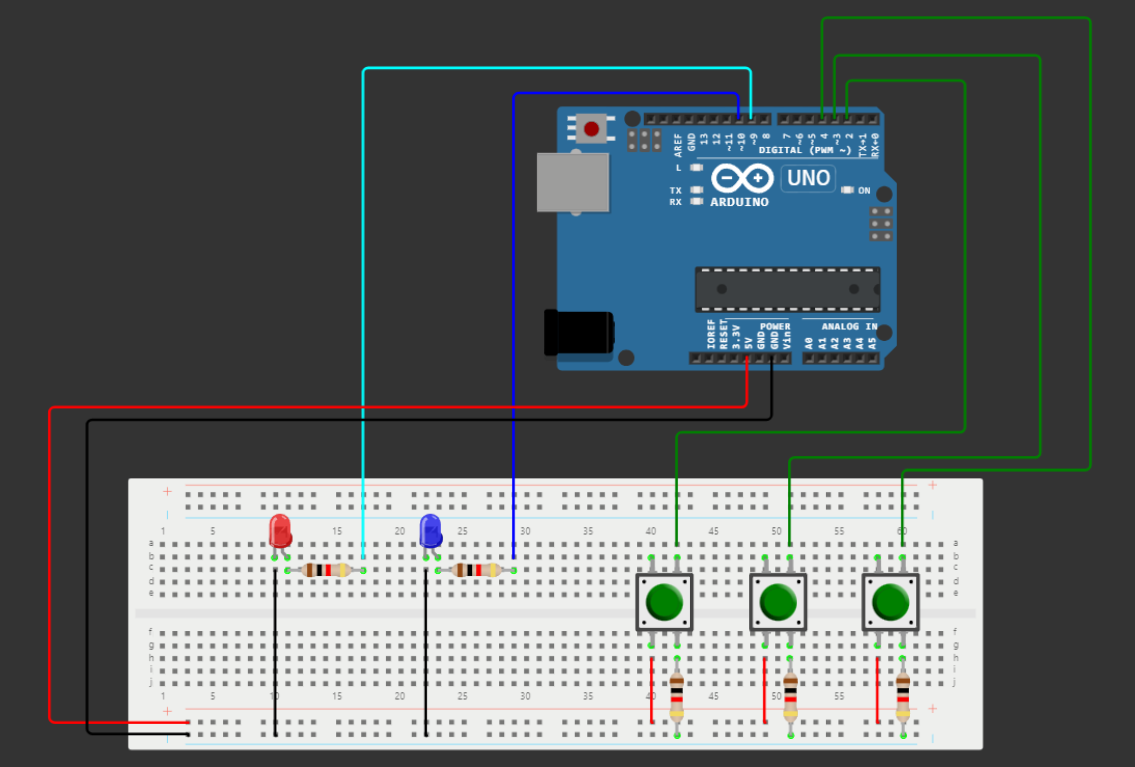 AREF
GND
13
12
~11
~10
~9
8
7
~6
~5
4
~3
2
TX→1
RX←0
DIGITAL (PWM ~)
L
TX
RX
UNO
ON
ARDUINO
IOREF
RESET
3.3V
5V
GND
GND
Vin
POWER
ANALOG IN
A0
A1
A2
A3
A4
A5
+ +
1 5 10 15 20 25 30 35 40 45 50 55 60
a a
b b
c c
d d
e e
f f
g g
h h
i i
j j
1 5 10 15 20 25 30 35 40 45 50 55
+ +